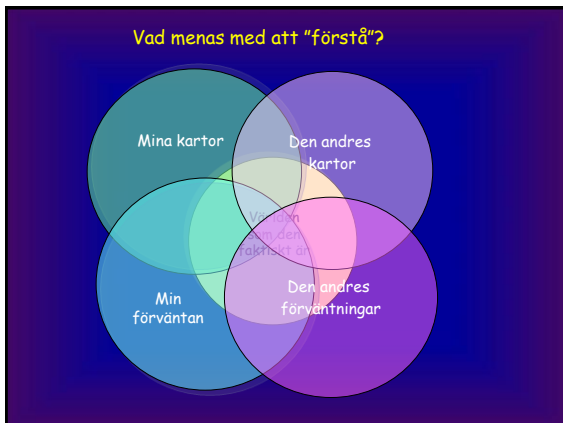 Vad menas med att "förstå"?
Mina kartor
Den andres
kartor
Världen
som den
faktiskt är
Min
förväntan
Den andres
förväntningar